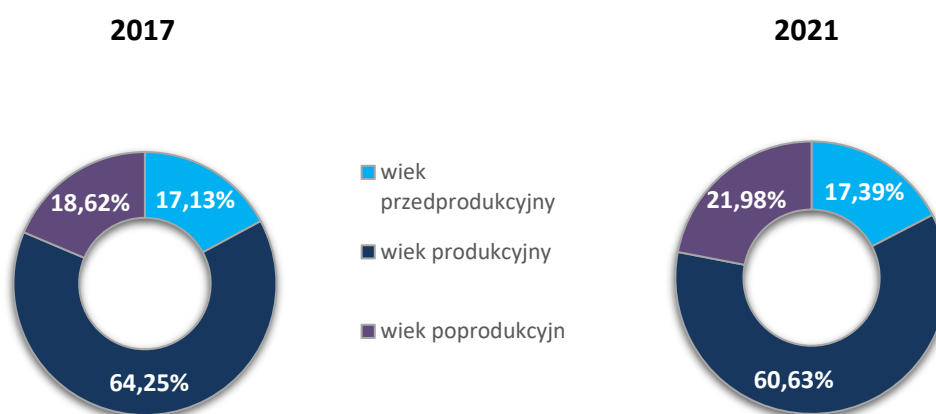 2017
2021
18,62%
17,13%
64,25%
wiek
przedprodukcyjny
wiek produkcyjny
wiek poprodukcyjn
21,98%
17,39%
60,63%